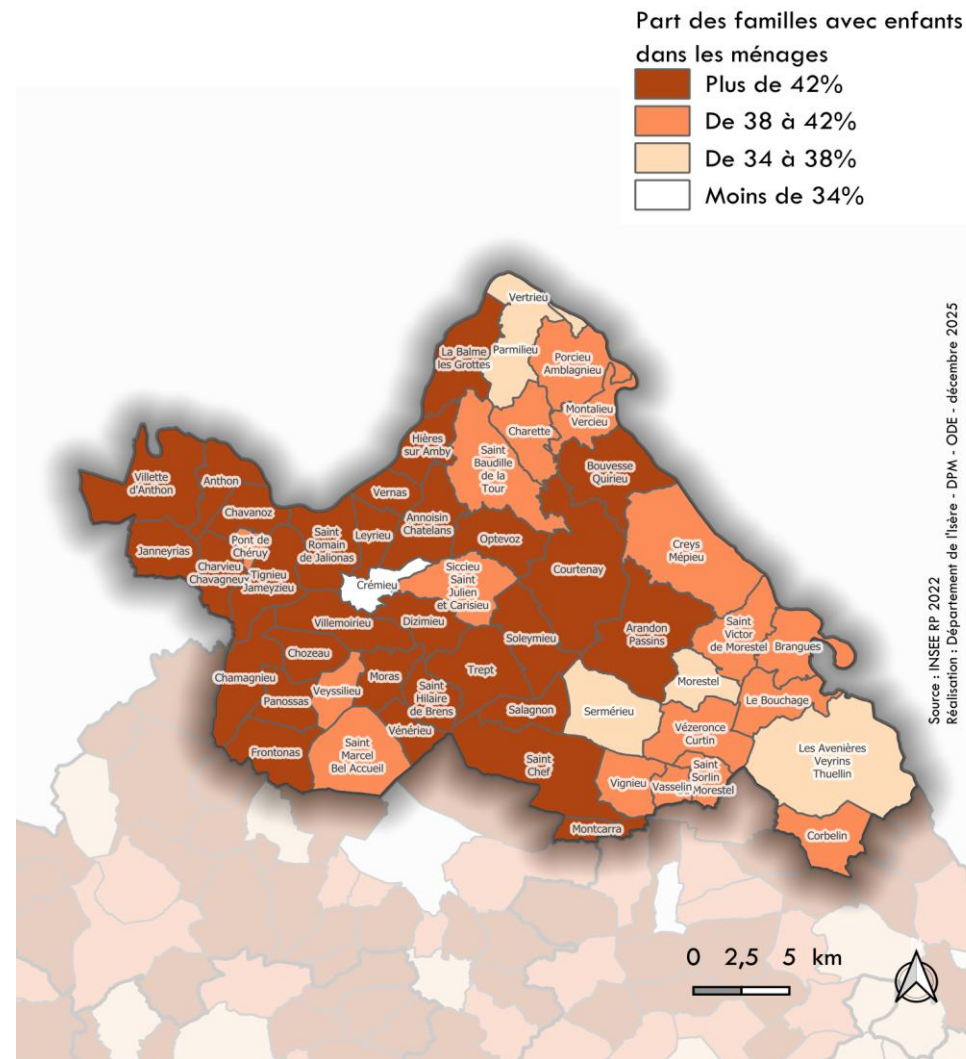 Part des familles avec enfants
dans les ménages
Plus de 42%
De 38 à 42%
De 34 à 38%
Moins de 34%
Vertrieu
La Balme
les Grottes
Parmilieu
Porcieu
Amblagnieu
Montalieu
Vercieu
Charette
Hières
sur Amby
Saint
Baudille
de la
Tour
Bouvesse
Quirieu
Villette
d'Anthon
Anthon
Vernas
Chavanoz
Annoisin
Chatelans
Saint
Romain
de Jalionas
Leyrieu
Optevoz
Creys
Mépieu
Janneyrias
Pont de
Chéruy
Charvieu
Chavagneux
Tignieu
Jameyzieu
Crémieu
Siccieu
Saint
Julien
et Carisieu
Courtenay
Villemoirieu
Dizimieu
Soleymieu
Arandon
Passins
Saint
Victor
de Morestel
Brangues
Chozeau
Chamagnieu
Moras
Trept
Morestel
Panossas
Veyssilieu
Saint
Hilaire
de Brens
Salagnon
Sermérieu
Le Bouchage
Vénérieu
Vézeronce
Curtin
Frontonas
Saint
Marcel
Bel Accueil
Saint
Chef
Les Avenières
Veyrins
Thuellin
Vignieu
Vasselin
Saint
Sorlin
Morestel
Montcarra
Corbelin
0 2,5 5 km
Source : INSEE RP 2022
Réalisation : Département de l'Isère - DPM - ODE - décembre 2025